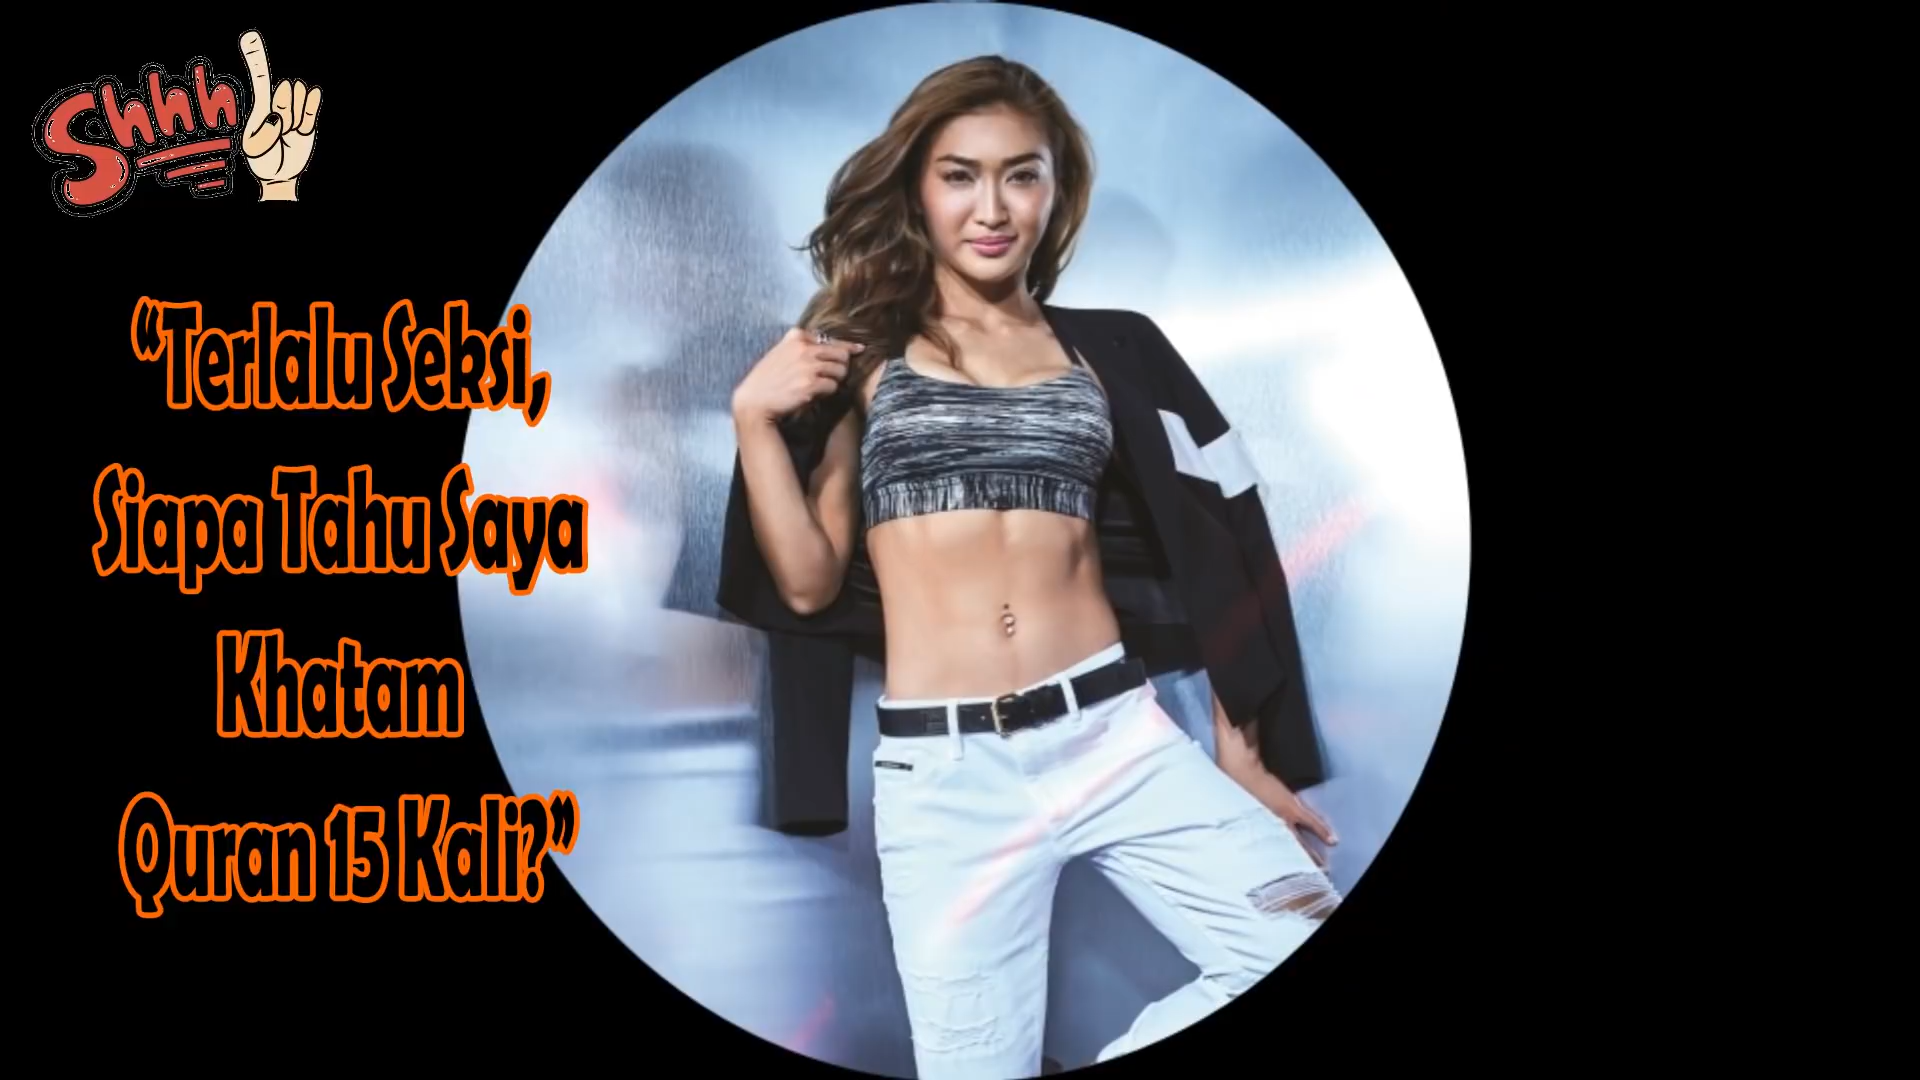 Shhh
“Terlalu Seksi,
Siapa Tahu Saya
Khatam
Quran 15 Kali?”